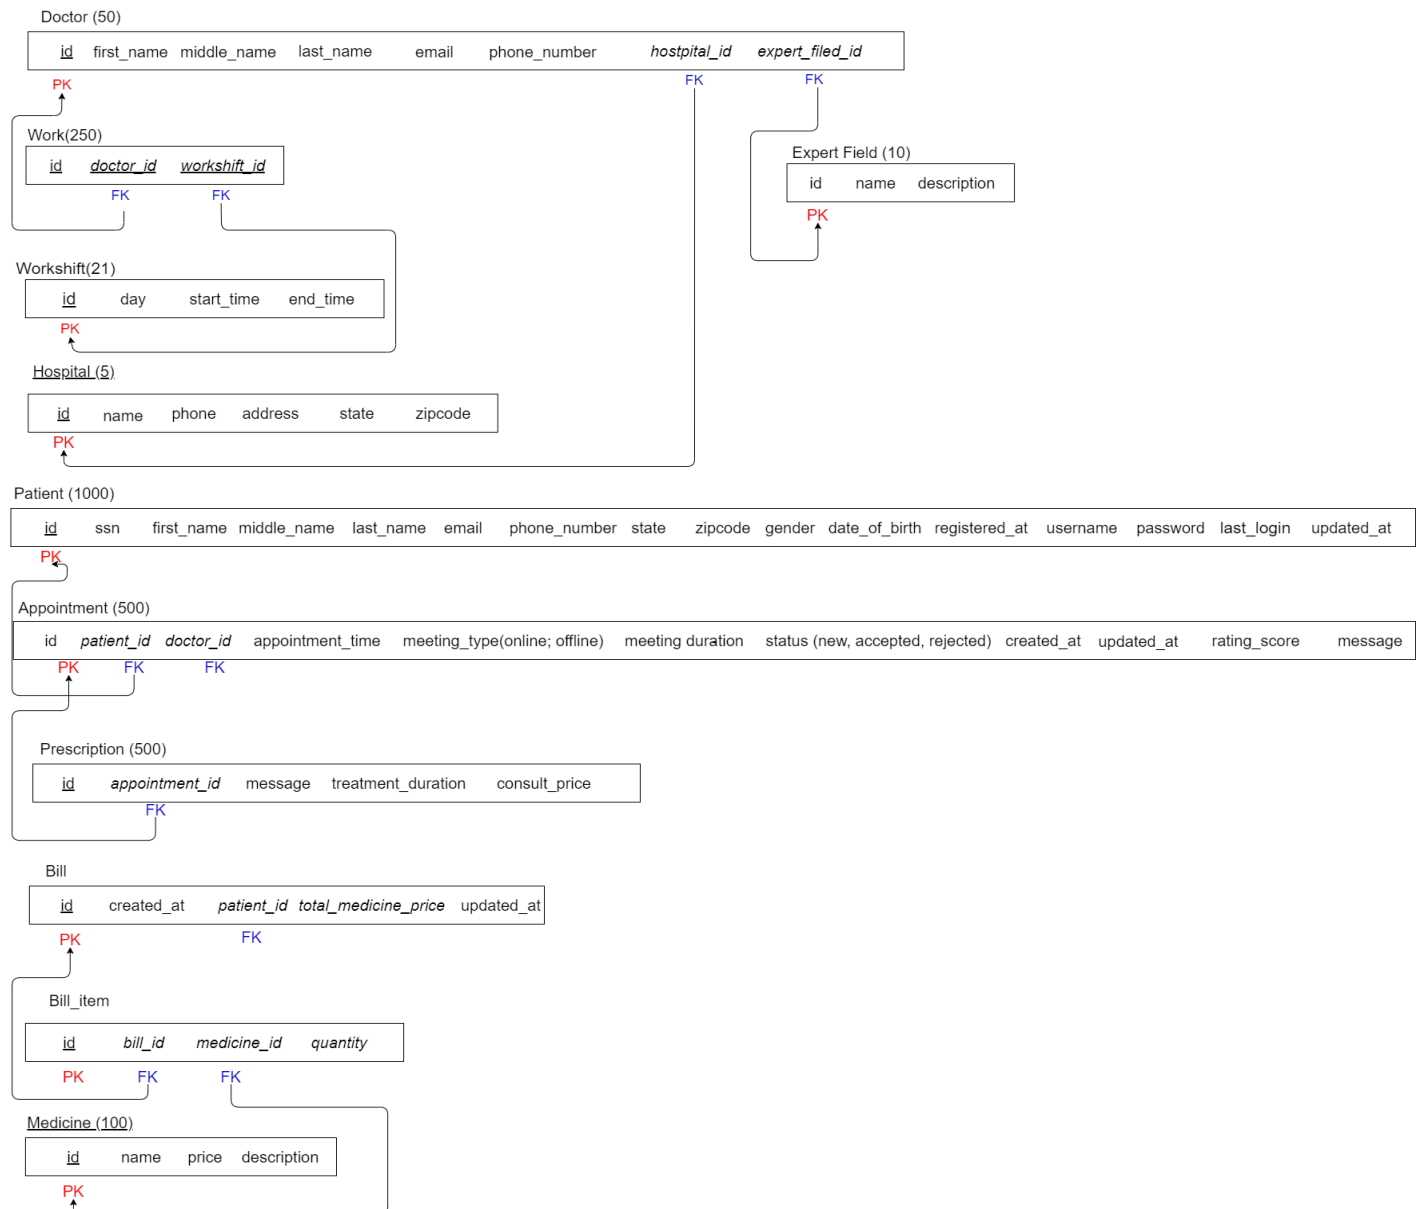 Doctor (50)
id first_name middle_name last_name email phone_number hostpital_id expert_filed_id
PK FK FK
Work(250)
id doctor_id workshift_id
FK FK
Expert Field (10)
id name description
PK
Workshift(21)
id day start_time end_time
PK
Hospital (5)
id name phone address state zipcode
PK
Patient (1000)
id ssn first_name middle_name last_name email phone_number state zipcode gender date_of_birth registered_at username password last_login updated_at
PK
Appointment (500)
id patient_id doctor_id appointment_time meeting_type(online; offline) meeting duration status (new, accepted, rejected) created_at updated_at rating_score message
PK FK FK
Prescription (500)
id appointment_id message treatment_duration consult_price
FK
Bill
id created_at patient_id total_medicine_price updated_at
PK FK
Bill_item
id bill_id medicine_id quantity
PK FK FK
Medicine (100)
id name price description
PK